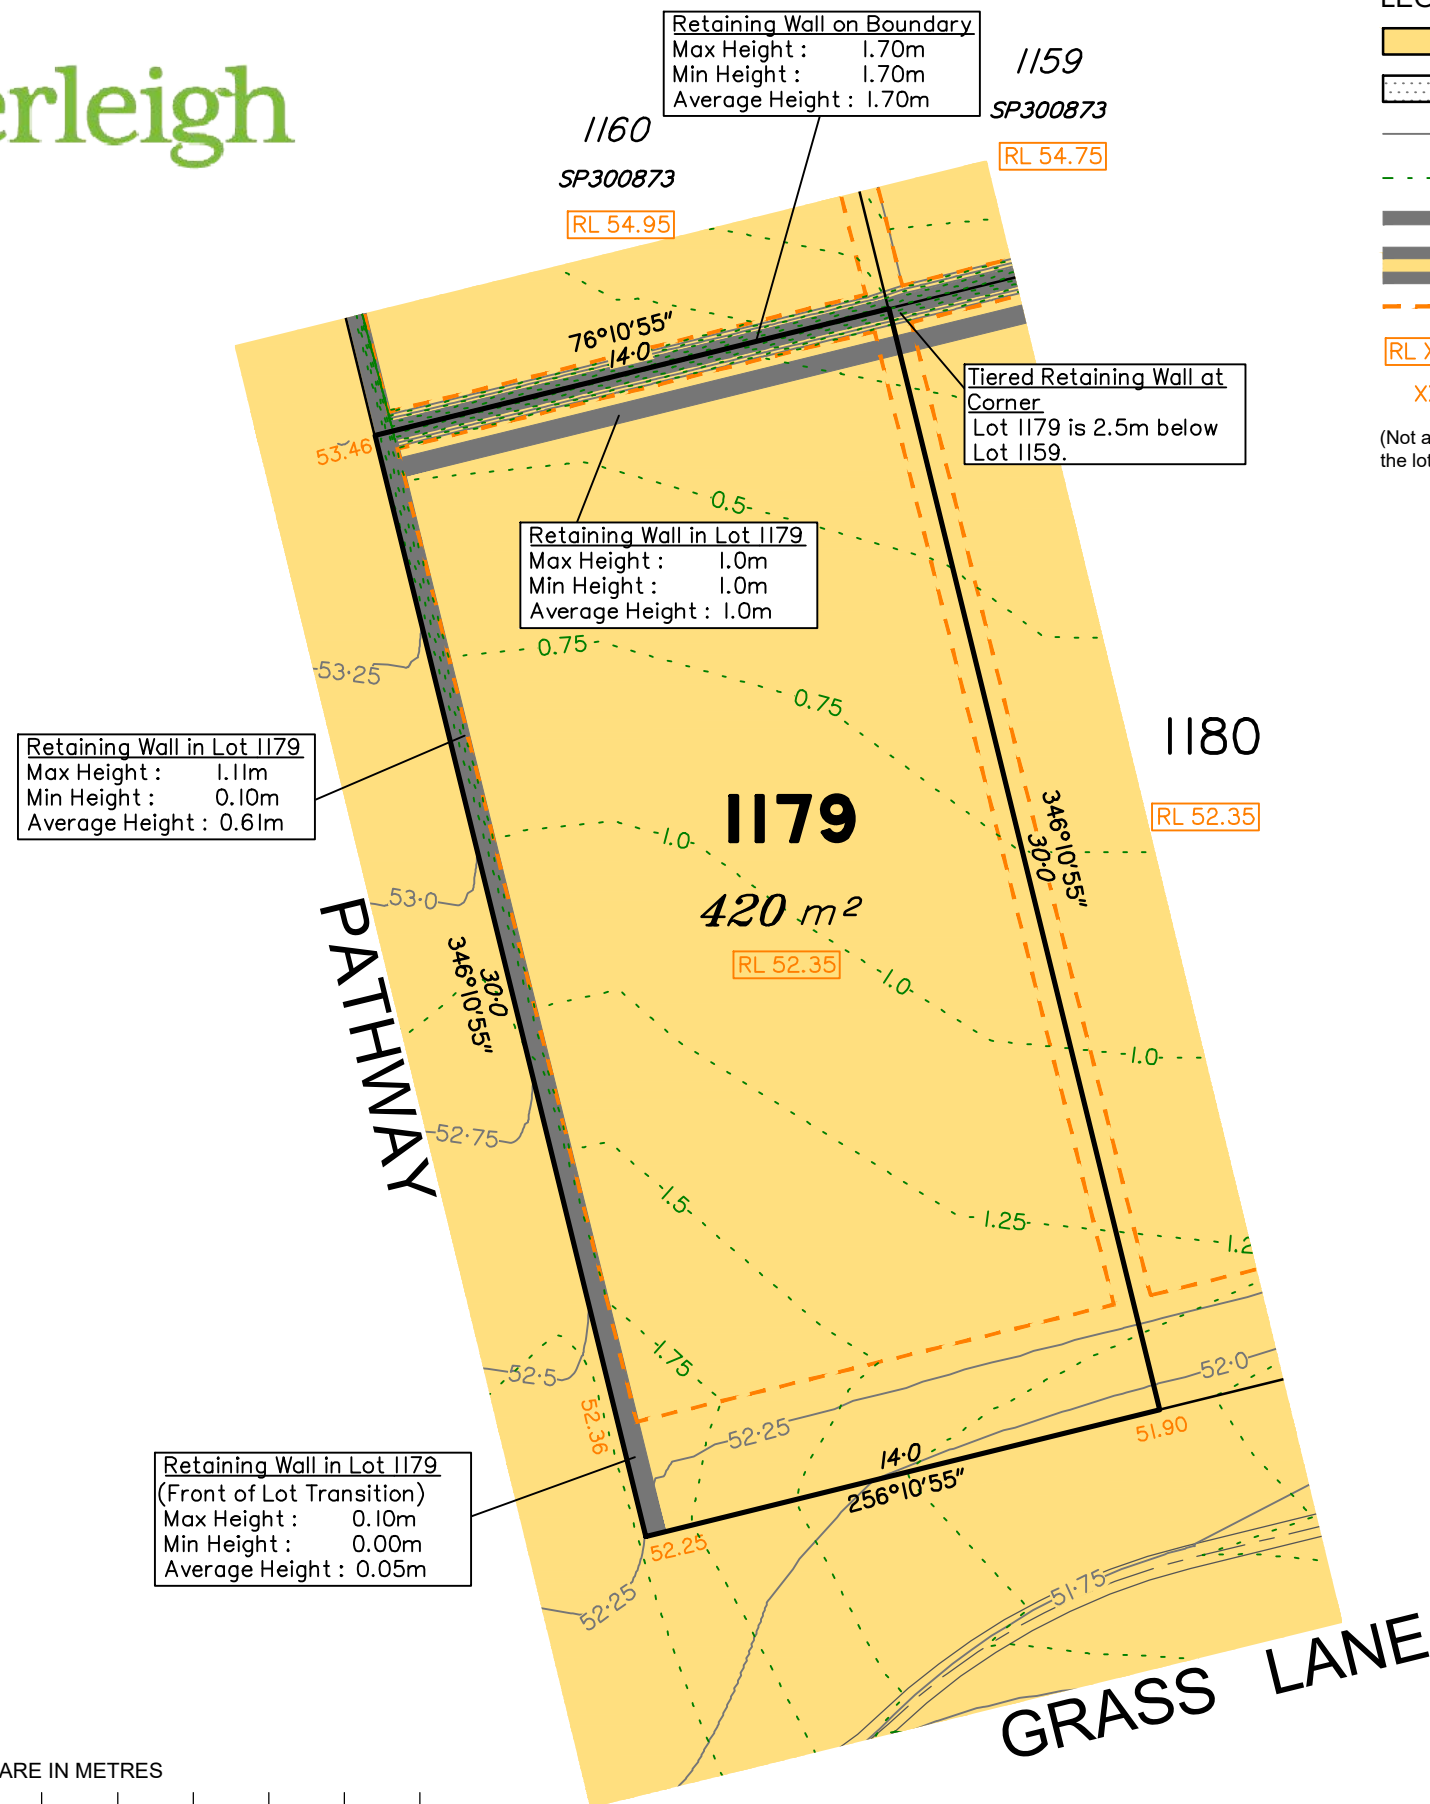 erleigh
Retaining Wall on Boundary
Max Height : 1.70m
Min Height : 1.70m
Average Height : 1.70m
1159
SP300873
RL 54.75
1160
SP300873
RL 54.95
RL
(Not a
the lot
76°10'55"
14·0
53.46
Tiered Retaining Wall at
Corner
Lot 1179 is 2.5m below
Lot 1159.
0.5
Retaining Wall in Lot 1179
Max Height : 1.0m
Min Height : 1.0m
Average Height : 1.0m
0.75
53·25
0.75
Retaining Wall in Lot 1179
Max Height : 1.11m
Min Height : 0.10m
Average Height : 0.61m
1180
RL 52.35
1179
420 m²
RL 52.35
346°10'55"
30·0
1.0
53·0
PATHWAY
346°10'55"
30·0
1.0
1.0
52·75
1.5
1.25
1.2
1.75
52·5
52.36
52·25
52·0
51.90
14·0
256°10'55"
Retaining Wall in Lot 1179
(Front of Lot Transition)
Max Height : 0.10m
Min Height : 0.00m
Average Height : 0.05m
52.25
52·25
51·75
GRASS LANE
ARE IN METRES